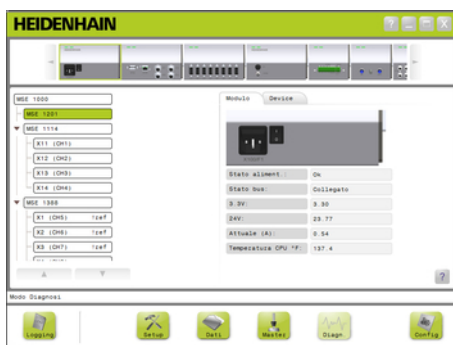 HEIDENHAIN
MSE 1000
MSE 1201
MSE 1114
X11 (CH1)
X12 (CH2)
X13 (CH3)
X14 (CH4)
MSE 1388
X1 (CH5) !ref
X2 (CH6) !ref
X3 (CH7) !ref
Modulo Device
Stato aliment.: Ok
Stato bus: Collegato
3.3V: 3.30
24V: 23.77
Attuale (A): 0.54
Temperatura CPU °F: 137.4
?
Modo Diagnosi
Logging
Setup
Dati
Master
Diagn
Config